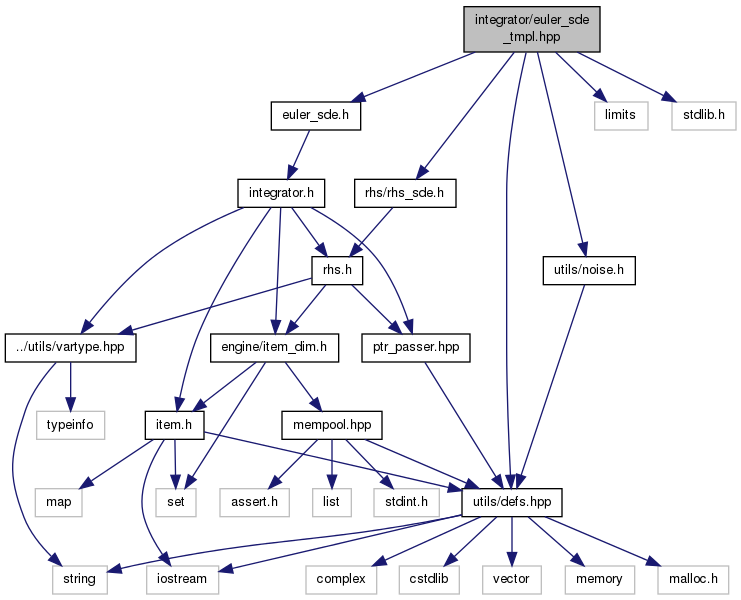 integrator/euler_sde
_tmpl.hpp
euler_sde.h
limits
stdlib.h
integrator.h
rhs/rhs_sde.h
rhs.h
utils/noise.h
../utils/vartype.hpp
engine/item_dim.h
ptr_passer.hpp
typeinfo
item.h
mempool.hpp
map
set
assert.h
list
stdint.h
utils/defs.hpp
string
iostream
complex
cstdlib
vector
memory
malloc.h